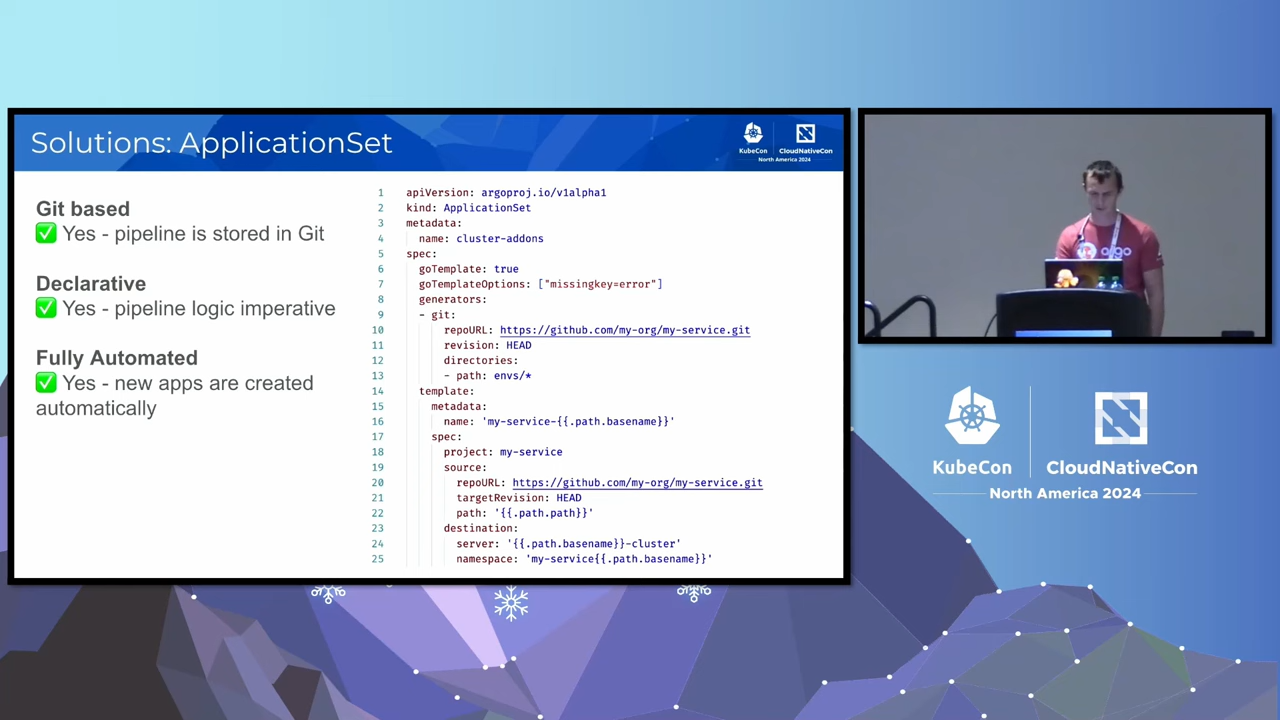 Solutions: ApplicationSet
KubeCon
CloudNativeCon
North America 2024
Git based
✅ Yes - pipeline is stored in Git
Declarative
✅ Yes - pipeline logic imperative
Fully Automated
✅ Yes - new apps are created
automatically
1 apiVersion: argoproj.io/v1alpha1
2 kind: ApplicationSet
3 metadata:
4   name: cluster-addons
5 spec:
6   goTemplate: true
7   goTemplateOptions: ["missingkey=error"]
8   generators:
9   - git:
10       repoURL: https://github.com/my-org/my-service.git
11       revision: HEAD
12       directories:
13       - path: envs/*
14   template:
15     metadata:
16       name: 'my-service-{{.path.basename}}'
17     spec:
18       project: my-service
19       source:
20         repoURL: https://github.com/my-org/my-service.git
21         targetRevision: HEAD
22         path: '{{.path.path}}'
23       destination:
24         server: '{{.path.basename}}-cluster'
25         namespace: 'my-service{{.path.basename}}'
argo
KubeCon
CloudNativeCon
North America 2024